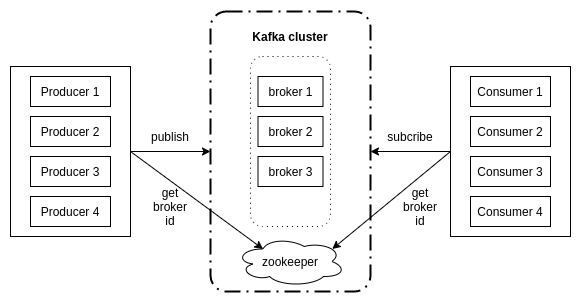 Kafka cluster
Producer 1
Producer 2
Producer 3
Producer 4
publish
get
broker
id
broker 1
broker 2
broker 3
zookeeper
subcribe
get
broker
id
Consumer 1
Consumer 2
Consumer 3
Consumer 4